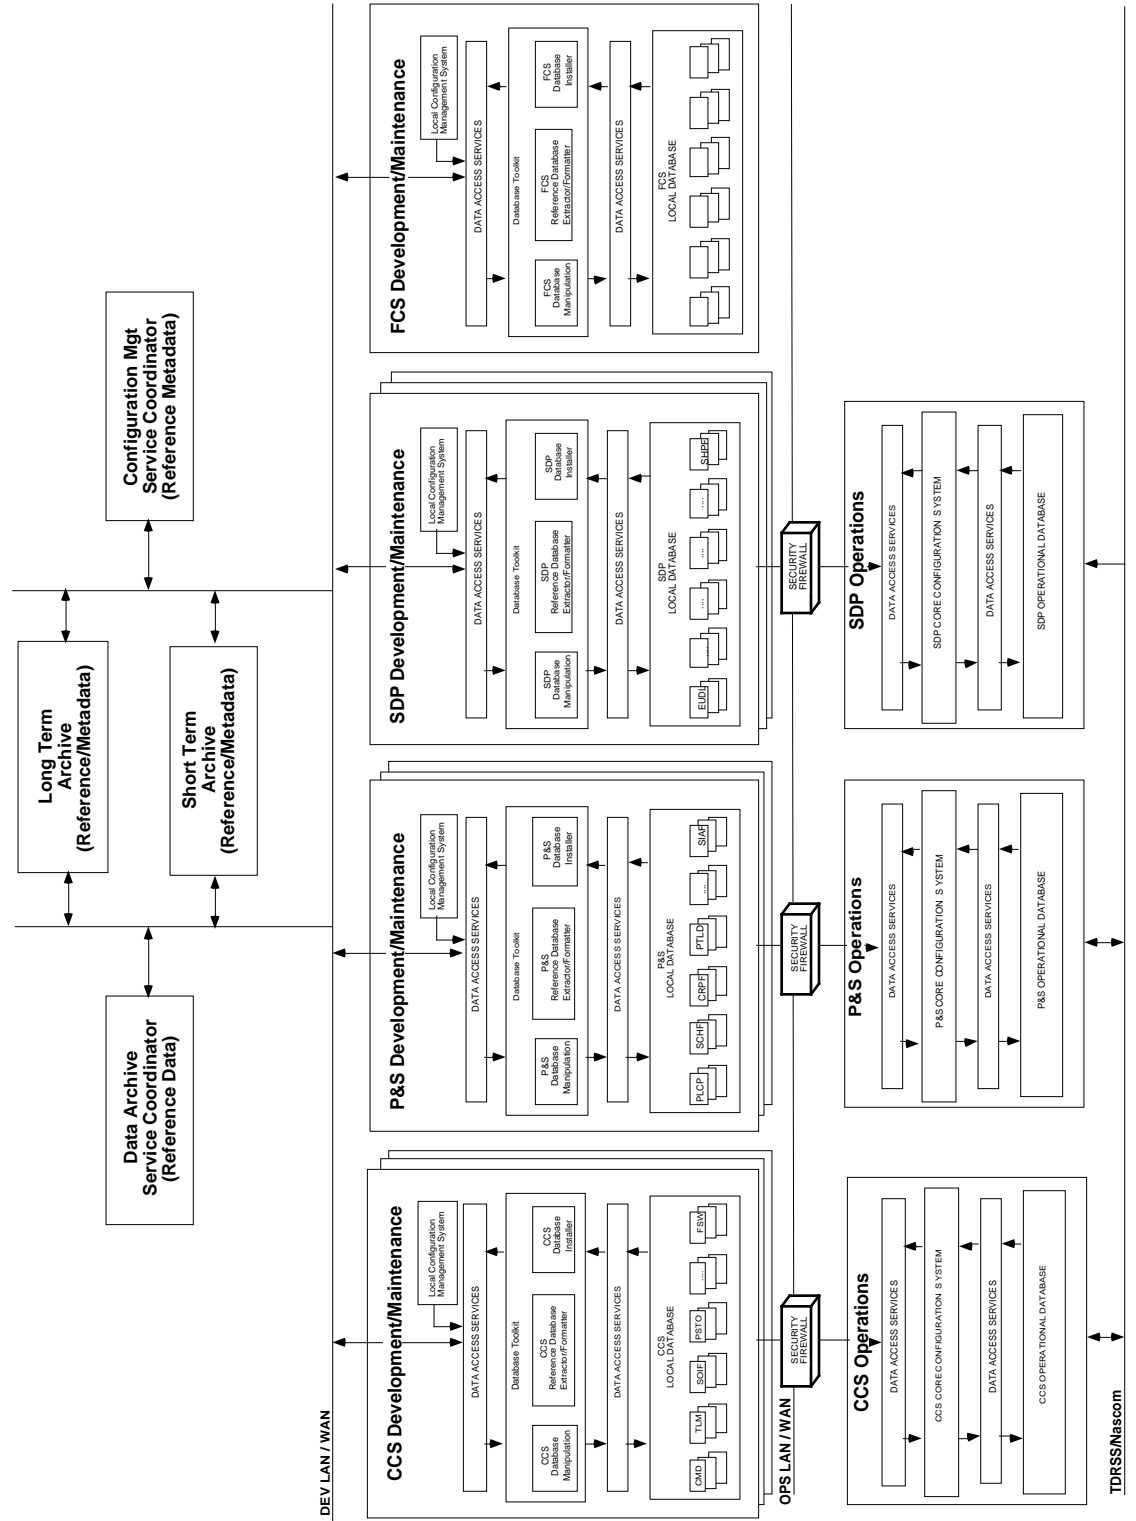 Data Archive
Service Coordinator
(Reference Data)
Long Term
Archive
(Reference/Metadata)
Short Term
Archive
(Reference/Metadata)
Configuration Mgt
Service Coordinator
(Reference Metadata)
DEV LAN / WAN
CCS Development/Maintenance
Local Configuration
Management System
DATA ACCESS SERVICES
Database Toolkit
CCS
Database
Manipulation
CCS
Reference Database
Extractor/Formatter
CCS
Database
Installer
DATA ACCESS SERVICES
CCS
LOCAL DATABASE
CMD
TLM
SOIF
PSTO
....
FSW
P&S Development/Maintenance
Local Configuration
Management System
DATA ACCESS SERVICES
Database Toolkit
P&S
Database
Manipulation
P&S
Reference Database
Extractor/Formatter
P&S
Database
Installer
DATA ACCESS SERVICES
P&S
LOCAL DATABASE
PLCP
SCHF
CRPF
PTLD
....
SIAF
SDP Development/Maintenance
Local Configuration
Management System
DATA ACCESS SERVICES
Database Toolkit
SDP
Database
Manipulation
SDP
Reference Database
Extractor/Formatter
SDP
Database
Installer
DATA ACCESS SERVICES
SDP
LOCAL DATABASE
EUDL
....
....
....
....
SHPF
FCS Development/Maintenance
Local Configuration
Management System
DATA ACCESS SERVICES
Database Toolkit
FCS
Database
Manipulation
FCS
Reference Database
Extractor/Formatter
FCS
Database
Installer
DATA ACCESS SERVICES
FCS
LOCAL DATABASE
OPS LAN / WAN
SECURITY
FIREWALL
SECURITY
FIREWALL
SECURITY
FIREWALL
CCS Operations
DATA ACCESS SERVICES
CCS CORE CONFIGURATION SYSTEM
DATA ACCESS SERVICES
CCS OPERATIONAL DATABASE
P&S Operations
DATA ACCESS SERVICES
P&S CORE CONFIGURATION SYSTEM
DATA ACCESS SERVICES
P&S OPERATIONAL DATABASE
SDP Operations
DATA ACCESS SERVICES
SDP CORE CONFIGURATION SYSTEM
DATA ACCESS SERVICES
SDP OPERATIONAL DATABASE
TDRSS/Nascom